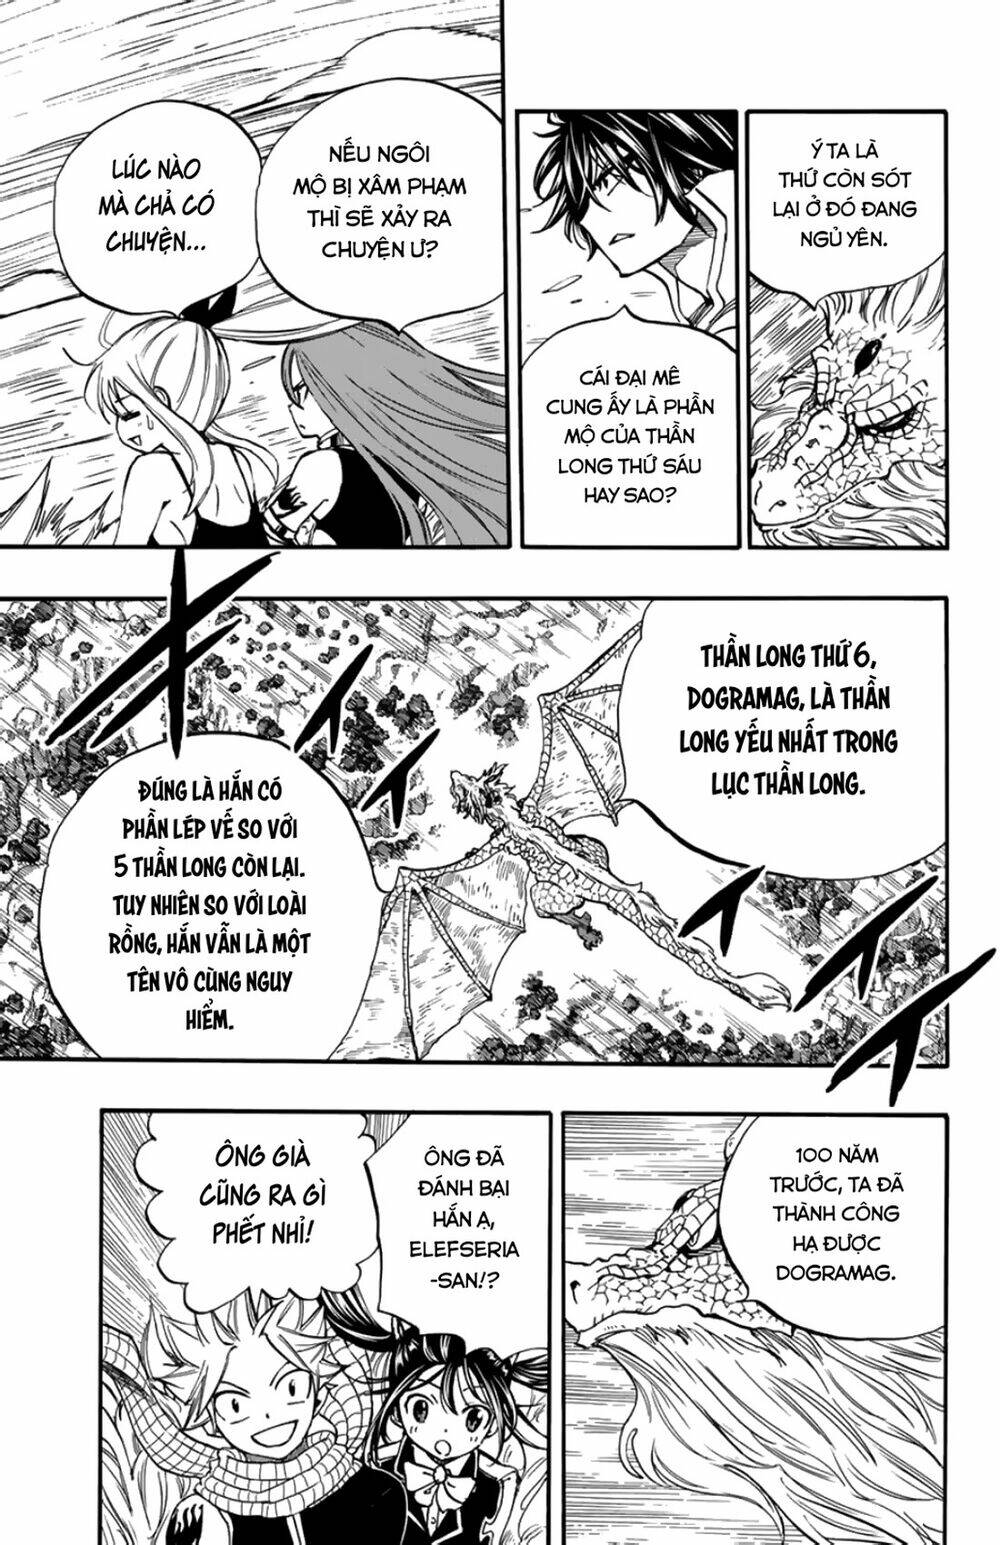 Ý TA LÀ
THỨ CÒN SÓT
LẠI Ở ĐÓ ĐANG
NGỦ YÊN.
CÁI ĐẠI MÊ
CUNG ẤY LÀ PHẦN
MỘ CỦA THẦN
LONG THỨ SÁU
HAY SAO?
NẾU NGÔI
MỘ BỊ XÂM PHẠM
THÌ SẼ XẢY RA
CHUYỆN Ư?
LÚC NÀO
MÀ CHẢ CÓ
CHUYỆN...
THẦN LONG THỨ 6,
DOGRAMAG, LÀ THẦN
LONG YẾU NHẤT TRONG
LỤC THẦN LONG.
ĐÚNG LÀ HẮN CÓ
PHẦN LÉP VẾ SO VỚI
5 THẦN LONG CÒN LẠI.
TUY NHIÊN SO VỚI LOÀI
RỒNG, HẮN VẪN LÀ MỘT
TÊN VÔ CÙNG NGUY
HIỂM.
100 NĂM
TRƯỚC, TA ĐÃ
THÀNH CÔNG
HẠ ĐƯỢC
DOGRAMAG.
ÔNG ĐÃ
ĐÁNH BẠI
HẮN Ạ,
ELEFSERIA
-SAN!?
ÔNG GIÀ
CŨNG RA GÌ
PHẾT NHỈ!